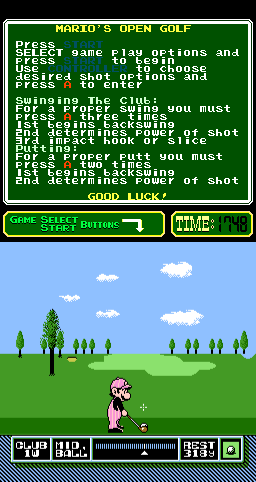 MARIO'S OPEN GOLF
Press START
SELECT game play options and
press START to begin
Use CONTROLLER to choose
desired shot options and
press A to enter
Swinging The Club:
For a proper swing you must
press A three times
1st begins backswing
2nd determines power of shot
3rd impact hook or slice
Putting:
For a proper putt you must
press A two times
1st begins backswing
2nd determines power of shot
GOOD LUCK!
GAME SELECT
START BUTTONS
TIME:
CLUB
1W
MID.
BALL
REST
318y